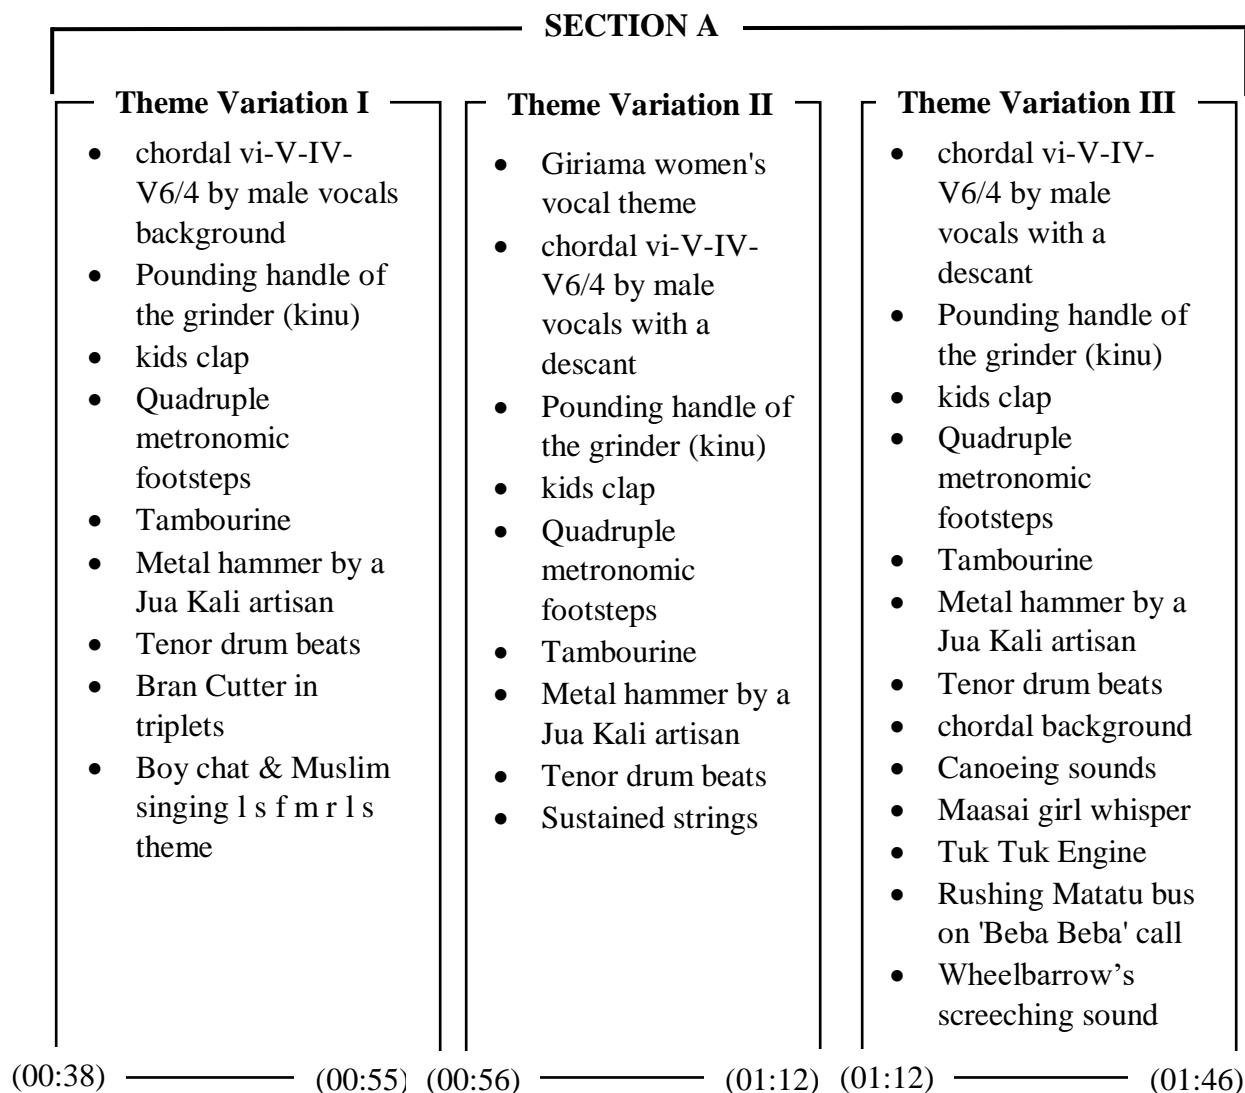 SECTION A
Theme Variation I
• chordal vi-V-IV-
V6/4 by male vocals
background
• Pounding handle of
the grinder (kinu)
• kids clap
• Quadruple
metronomic
footsteps
• Tambourine
• Metal hammer by a
Jua Kali artisan
• Tenor drum beats
• Bran Cutter in
triplets
• Boy chat & Muslim
singing l s f m r l s
theme
(00:38)
(00:55)
Theme Variation II
• Giriama women's
vocal theme
• chordal vi-V-IV-
V6/4 by male
vocals with a
descant
• Pounding handle of
the grinder (kinu)
• kids clap
• Quadruple
metronomic
footsteps
• Tambourine
• Metal hammer by a
Jua Kali artisan
• Tenor drum beats
• Sustained strings
(00:56)
(01:12)
Theme Variation III
• chordal vi-V-IV-
V6/4 by male
vocals with a
descant
• Pounding handle of
the grinder (kinu)
• kids clap
• Quadruple
metronomic
footsteps
• Tambourine
• Metal hammer by a
Jua Kali artisan
• Tenor drum beats
• chordal background
• Canoeing sounds
• Maasai girl whisper
• Tuk Tuk Engine
• Rushing Matatu bus
on 'Beba Beba' call
• Wheelbarrow’s
screeching sound
(01:12)
(01:46)